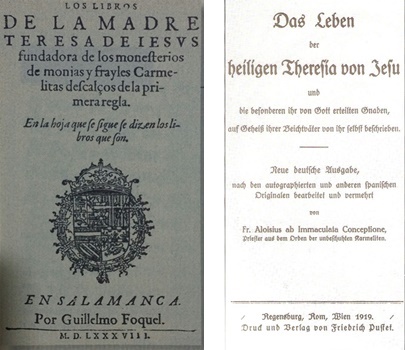 LOS LIBROS
DE LA MADRE
TERESA DE IESVS
fundadora de los monesterios
de monjas y frayles Carme-
litas descalços de la pri-
mera regla.
En la hoja que se sigue se dizen los li-
bros que son.
EN SALAMANCA.
Por Guillelmo Foquel.
M. D. LXXXVIII.
Das Leben
der
heiligen Theresia von Jesu
und
die besonderen ihr von Gott erteilten Gnaden,
auf Geheiß ihrer Beichtväter von ihr selbst beschrieben.
Neue deutsche Ausgabe,
nach den autographierten und anderen spanischen
Originalen bearbeitet und vermehrt
von
Fr. Aloisius ab Immaculata Conceptione,
Priester aus dem Orden der unbeschuhten Karmeliten.
Regensburg, Rom, Wien 1919.
Druck und Verlag von Friedrich Pustet.